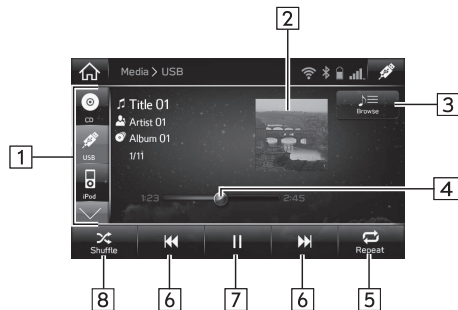 2
Media > USB
Title 01
Browse
3
CD
Artist 01
Album 01
1
USB
1/11
4
iPod
1:23
2:45
Shuffle
Repeat
8
6
7
6
5